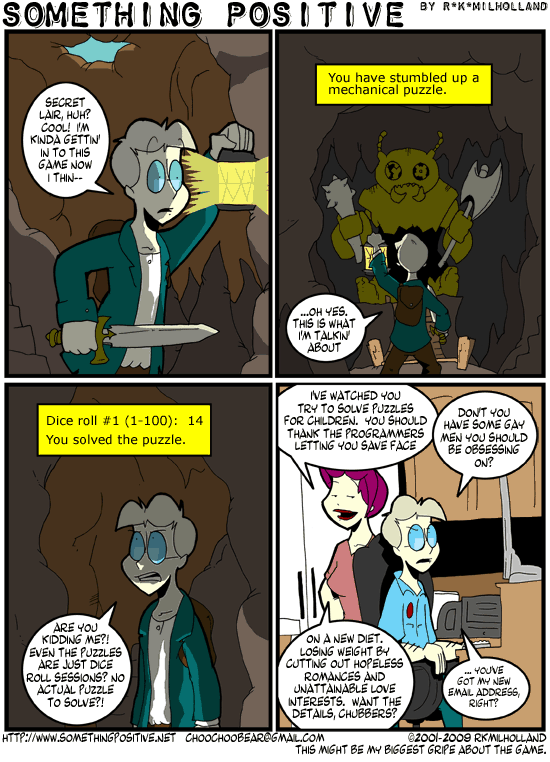 SOMETHING POSITIVE BY R*K*MILHOLLAND
SECRET
LAIR, HUH?
COOL! I'M
KINDA GETTIN'
IN TO THIS
GAME NOW
I THIN--
You have stumbled up a
mechanical puzzle.
...OH YES.
THIS IS WHAT
I'M TALKIN'
ABOUT
Dice roll #1 (1-100): 14
You solved the puzzle.
ARE YOU
KIDDING ME?!
EVEN THE PUZZLES
ARE JUST DICE
ROLL SESSIONS? NO
ACTUAL PUZZLE
TO SOLVE?!
I'VE WATCHED YOU
TRY TO SOLVE PUZZLES
FOR CHILDREN. YOU SHOULD
THANK THE PROGRAMMERS
LETTING YOU SAVE FACE
DON'T YOU
HAVE SOME GAY
MEN YOU SHOULD
BE OBSESSING
ON?
ON A NEW DIET.
LOSING WEIGHT BY
CUTTING OUT HOPELESS
ROMANCES AND
UNATTAINABLE LOVE
INTERESTS. WANT THE
DETAILS, CHUBBERS?
... YOU'VE
GOT MY NEW
EMAIL ADDRESS,
RIGHT?
HTTP://WWW.SOMETHINGPOSITIVE.NET CHOOCHOOBEAR@GMAIL.COM ©2001-2009 RKMILHOLLAND
THIS MIGHT BE MY BIGGEST GRIPE ABOUT THE GAME.